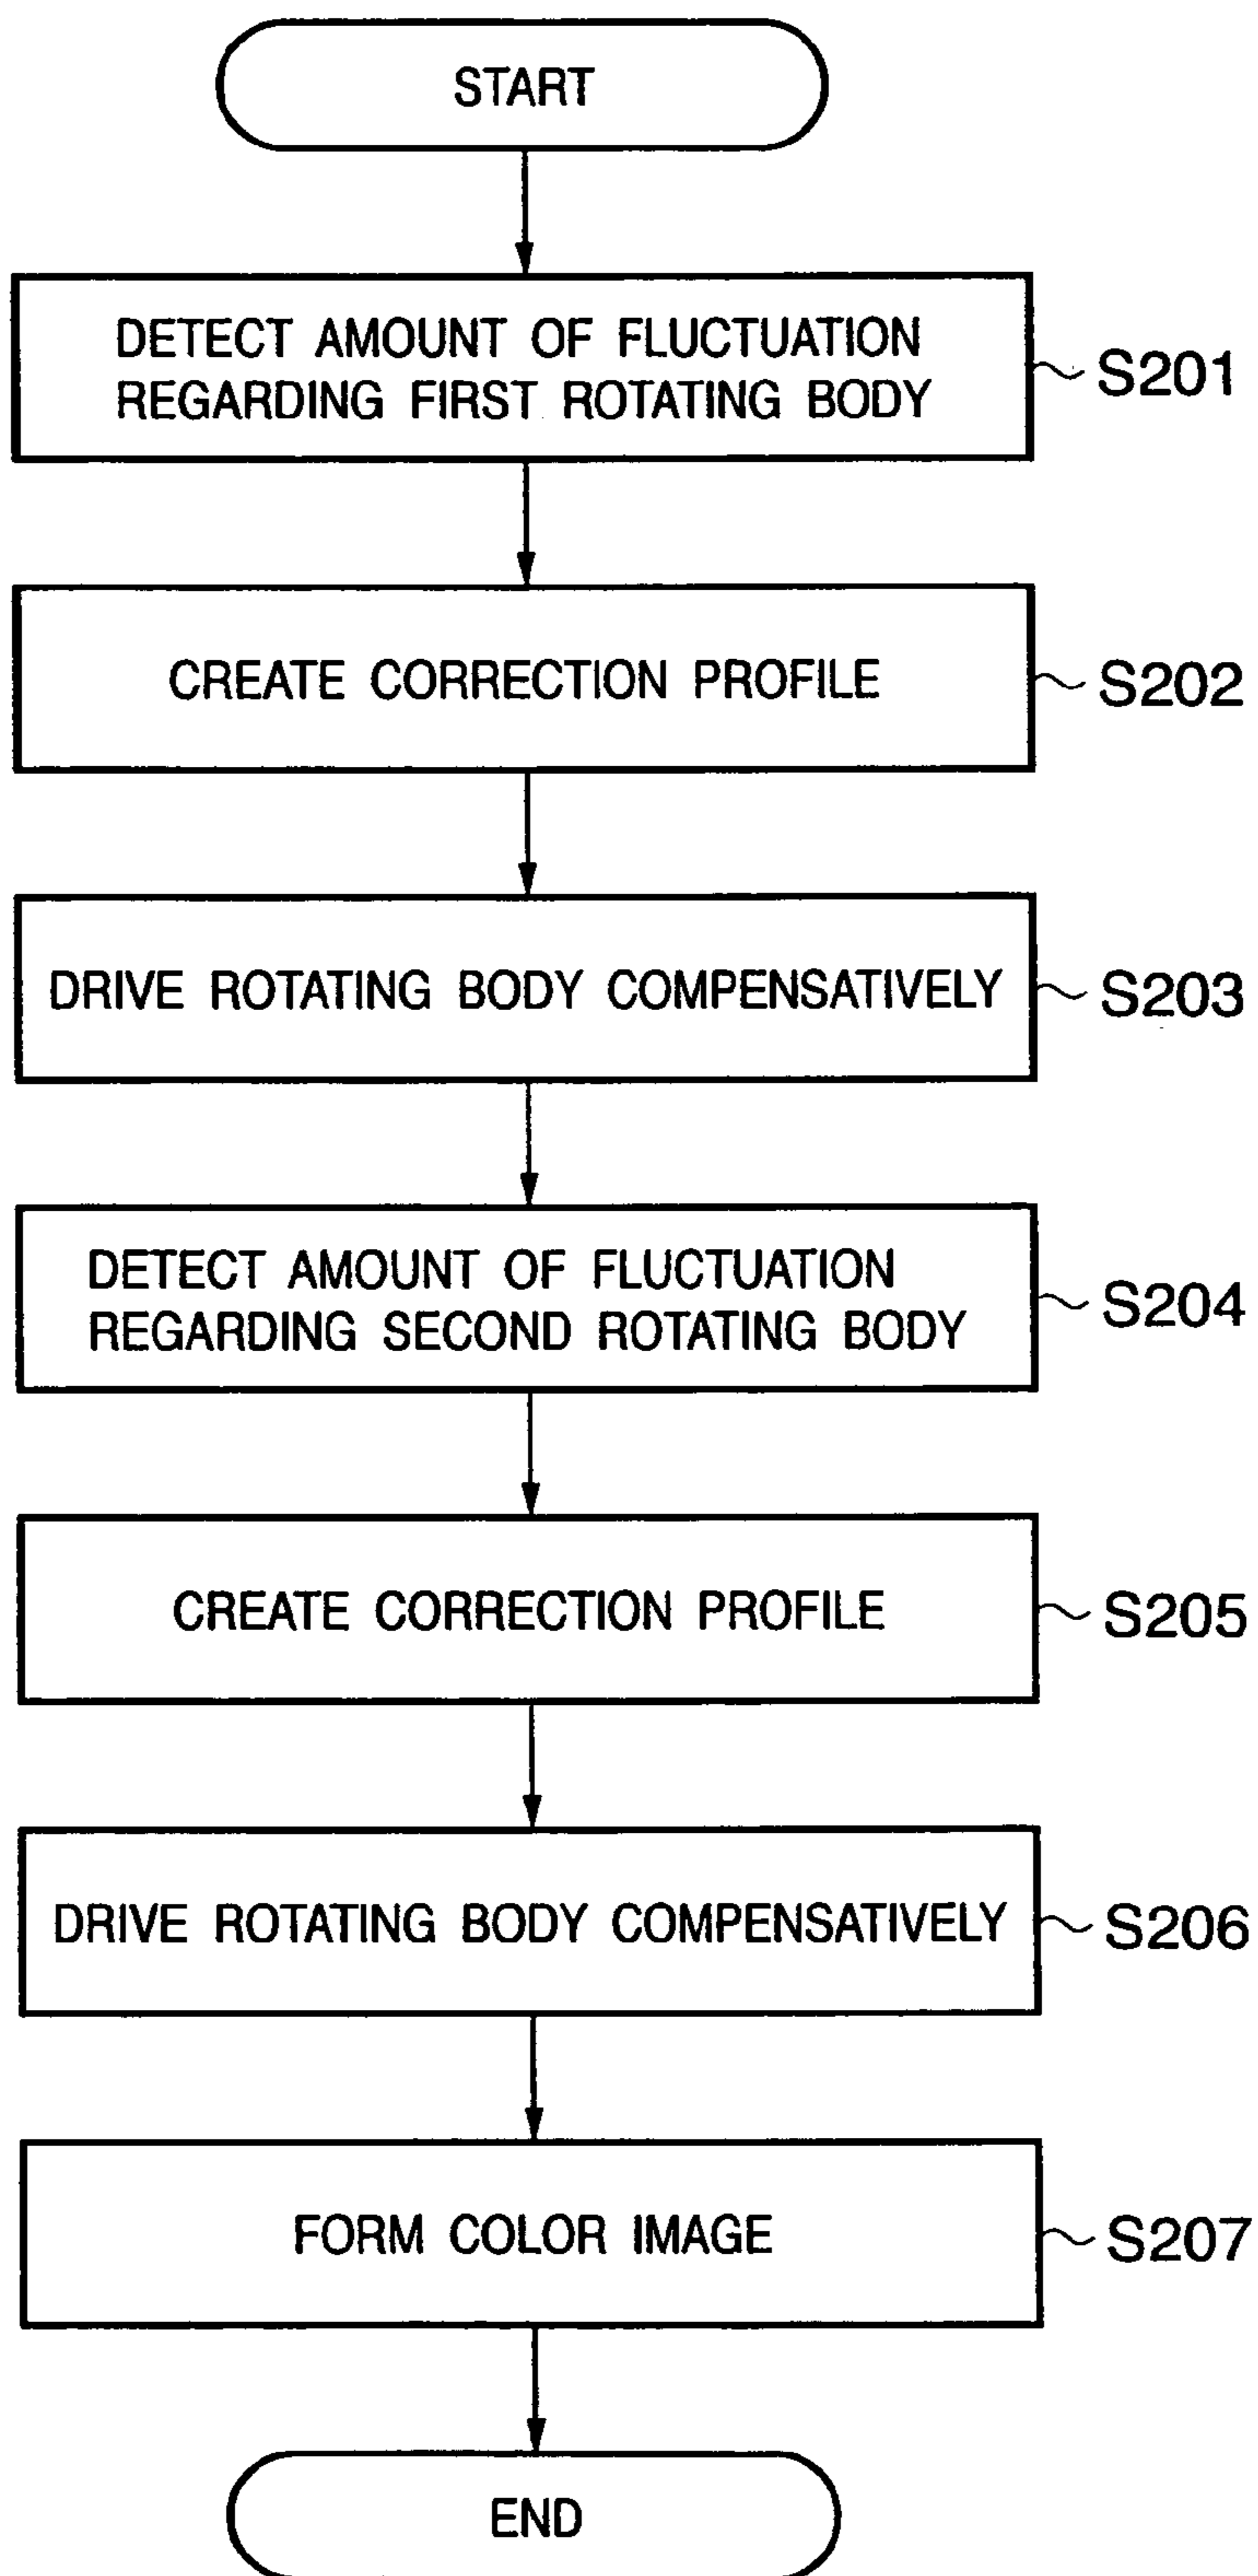 START
DETECT AMOUNT OF FLUCTUATION
REGARDING FIRST ROTATING BODY
S201
CREATE CORRECTION PROFILE
S202
DRIVE ROTATING BODY COMPENSATIVELY
S203
DETECT AMOUNT OF FLUCTUATION
REGARDING SECOND ROTATING BODY
S204
CREATE CORRECTION PROFILE
S205
DRIVE ROTATING BODY COMPENSATIVELY
S206
FORM COLOR IMAGE
S207
END